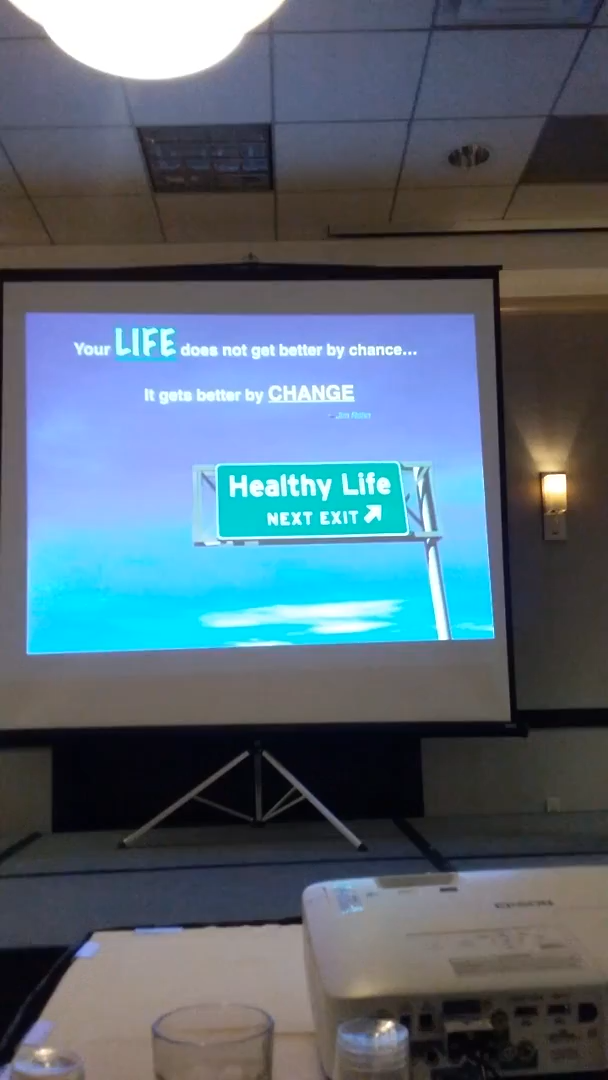 Your LIFE does not get better by chance...
It gets better by CHANGE
Healthy Life
NEXT EXIT
EPSON